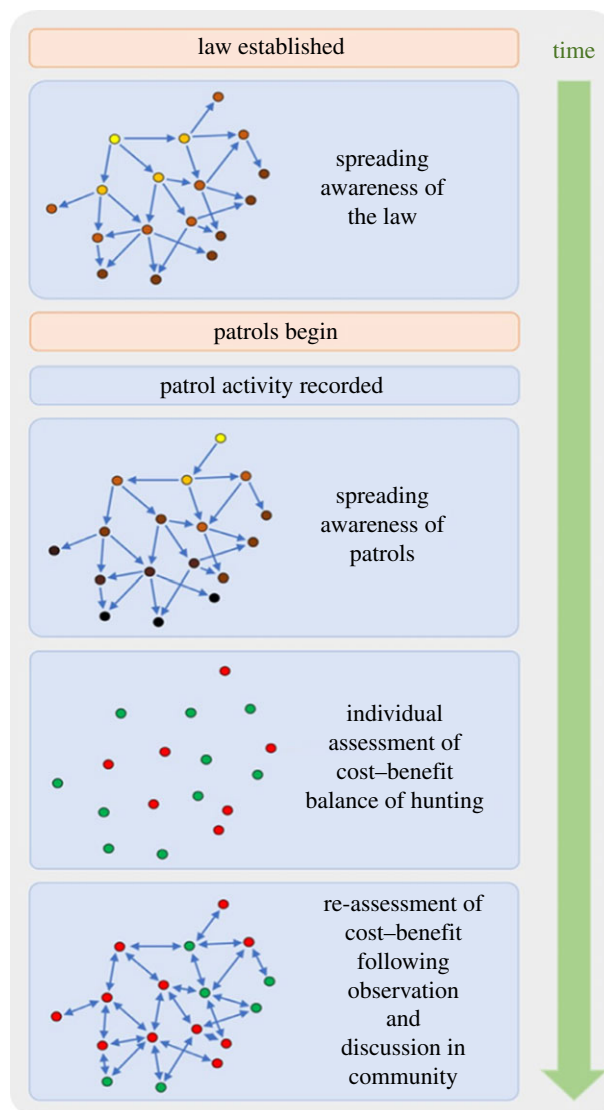 law established
time
spreading
awareness of
the law
patrols begin
patrol activity recorded
spreading
awareness of
patrols
individual
assessment of
cost–benefit
balance of hunting
re-assessment of
cost–benefit
following
observation
and
discussion in
community